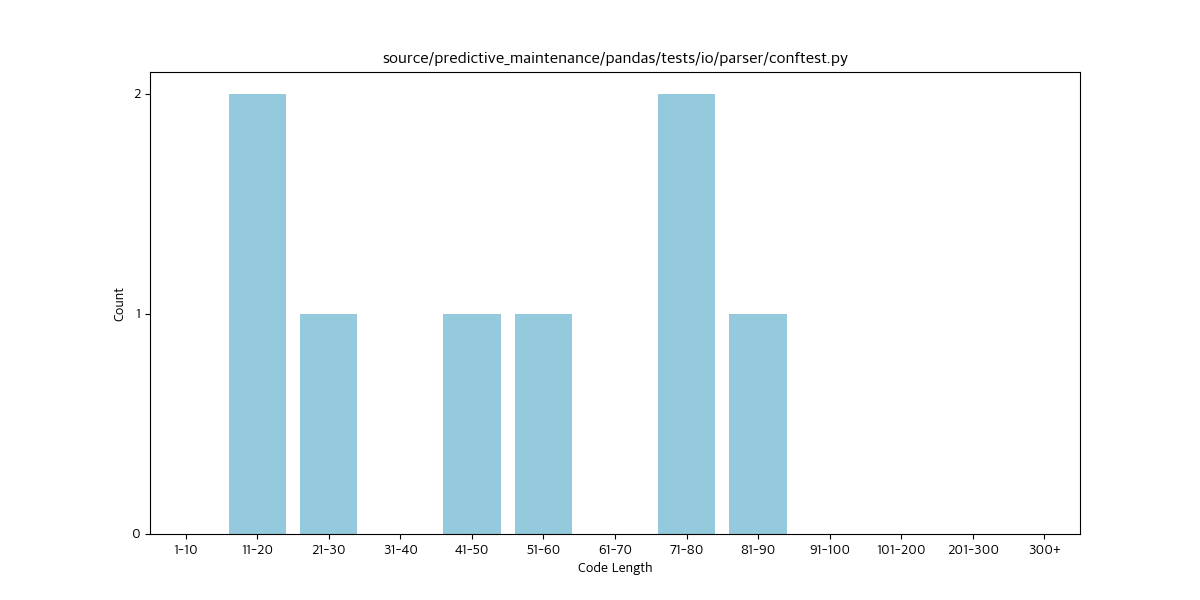 source/predictive_maintenance/pandas/tests/io/parser/conftest.py
2
1
0
Count
1-10 11-20 21-30 31-40 41-50 51-60 61-70 71-80 81-90 91-100 101-200 201-300 300+
Code Length